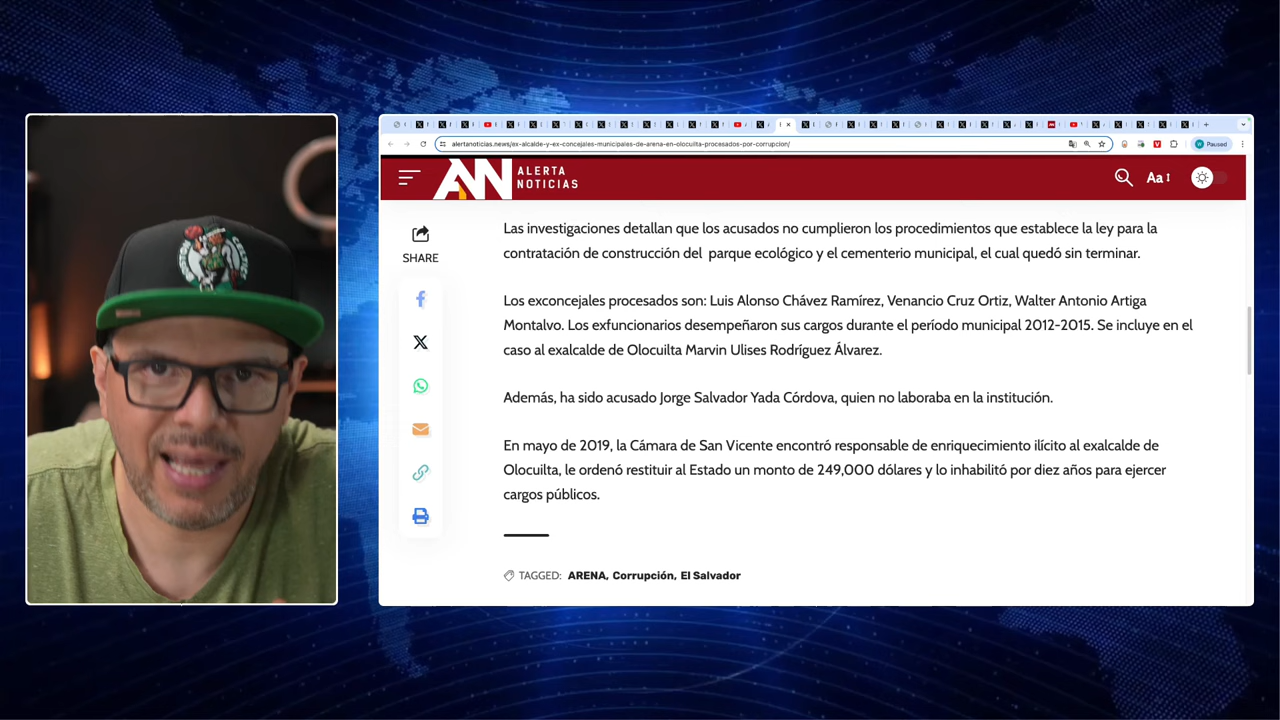 alertanoticias.news/ex-alcalde-y-ex-concejales-municipales-de-arena-en-olocuilta-procesados-por-corrupcion/
W Paused
AN ALERTA
NOTICIAS
Aa
SHARE
Las investigaciones detallan que los acusados no cumplieron los procedimientos que establece la ley para la
contratación de construcción del parque ecológico y el cementerio municipal, el cual quedó sin terminar.
Los exconcejales procesados son: Luis Alonso Chávez Ramírez, Venancio Cruz Ortiz, Walter Antonio Artiga
Montalvo. Los exfuncionarios desempeñaron sus cargos durante el período municipal 2012-2015. Se incluye en el
caso al exalcalde de Olocuilta Marvin Ulises Rodríguez Álvarez.
Además, ha sido acusado Jorge Salvador Yada Córdova, quien no laboraba en la institución.
En mayo de 2019, la Cámara de San Vicente encontró responsable de enriquecimiento ilícito al exalcalde de
Olocuilta, le ordenó restituir al Estado un monto de 249,000 dólares y lo inhabilitó por diez años para ejercer
cargos públicos.
TAGGED: ARENA, Corrupción, El Salvador